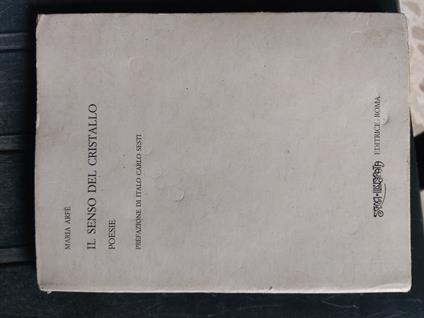 MARIA ARFÈ
IL SENSO DEL CRISTALLO
POESIE
PREFAZIONE DI ITALO CARLO SESTI
EDITRICE - ROMA